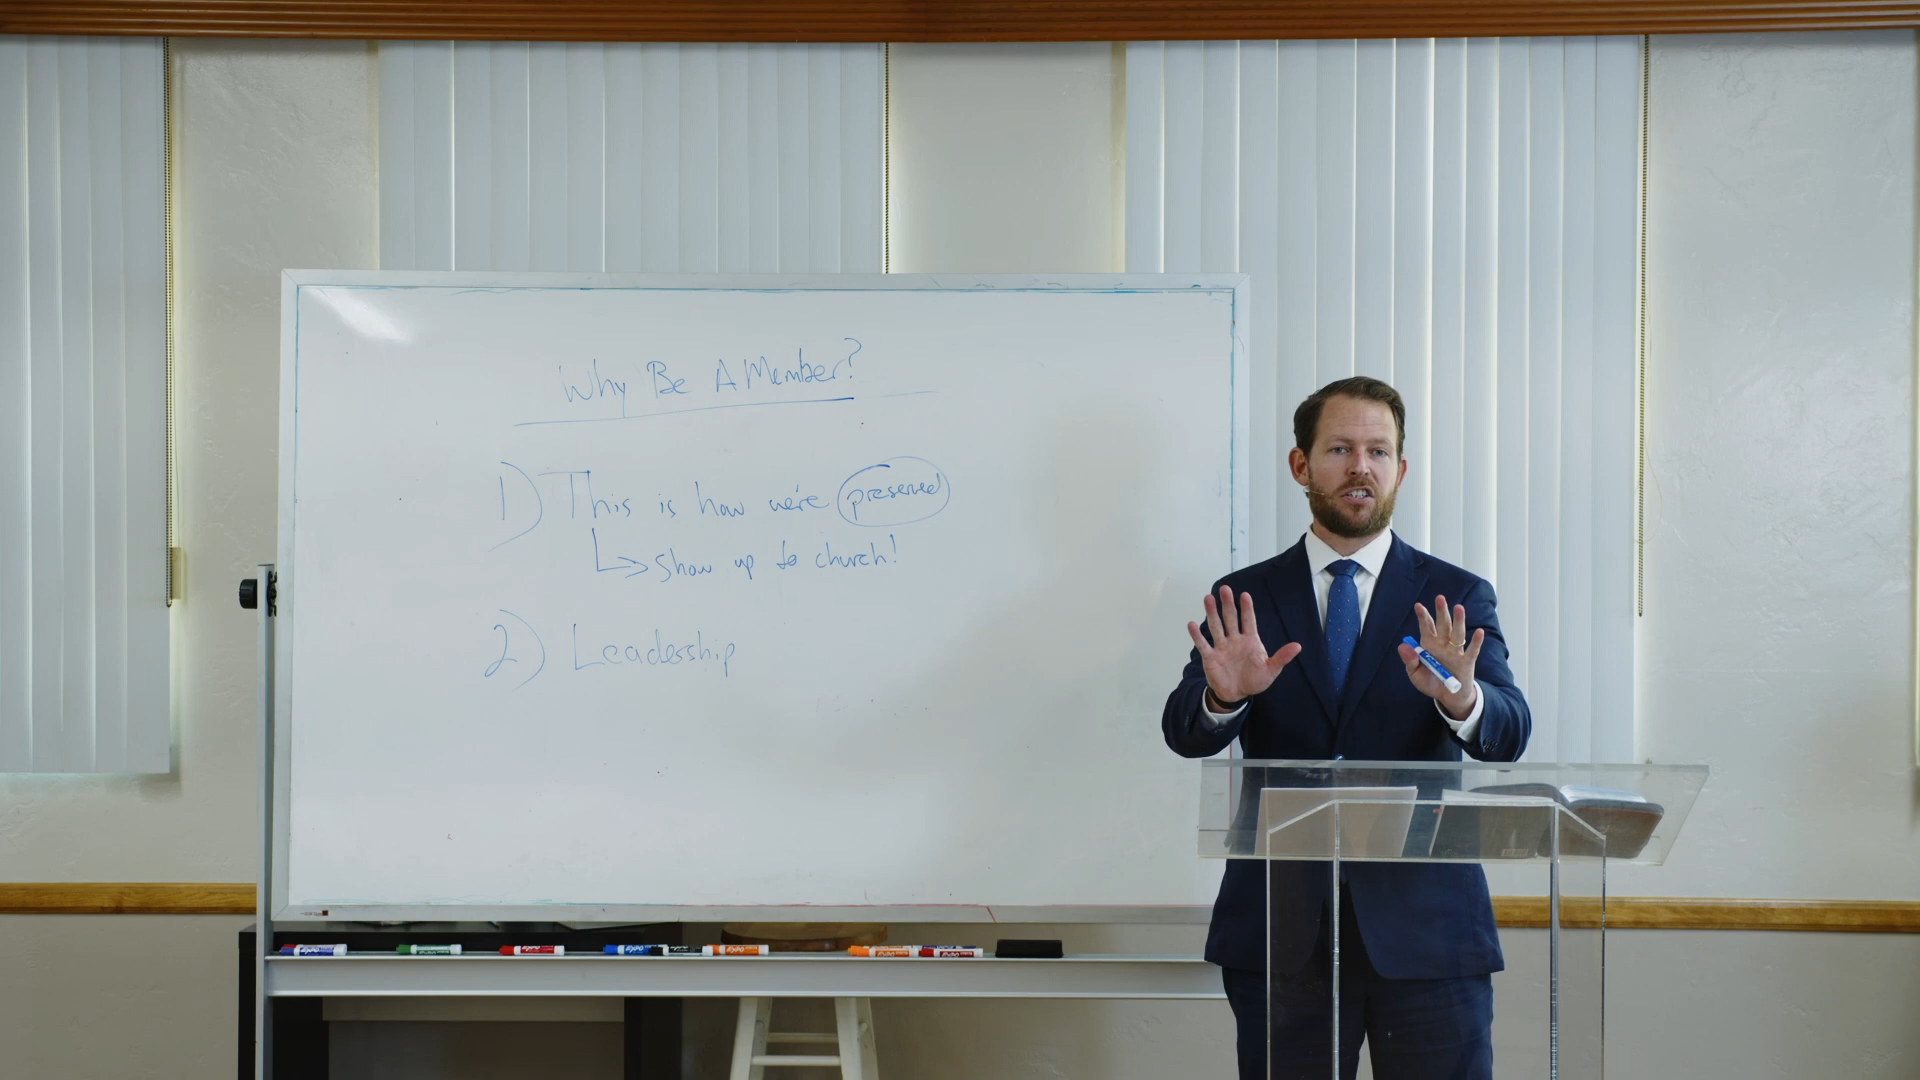 Why Be A Member?
1) This is how we're preserved
↳ Show up to church!
2) Leadership